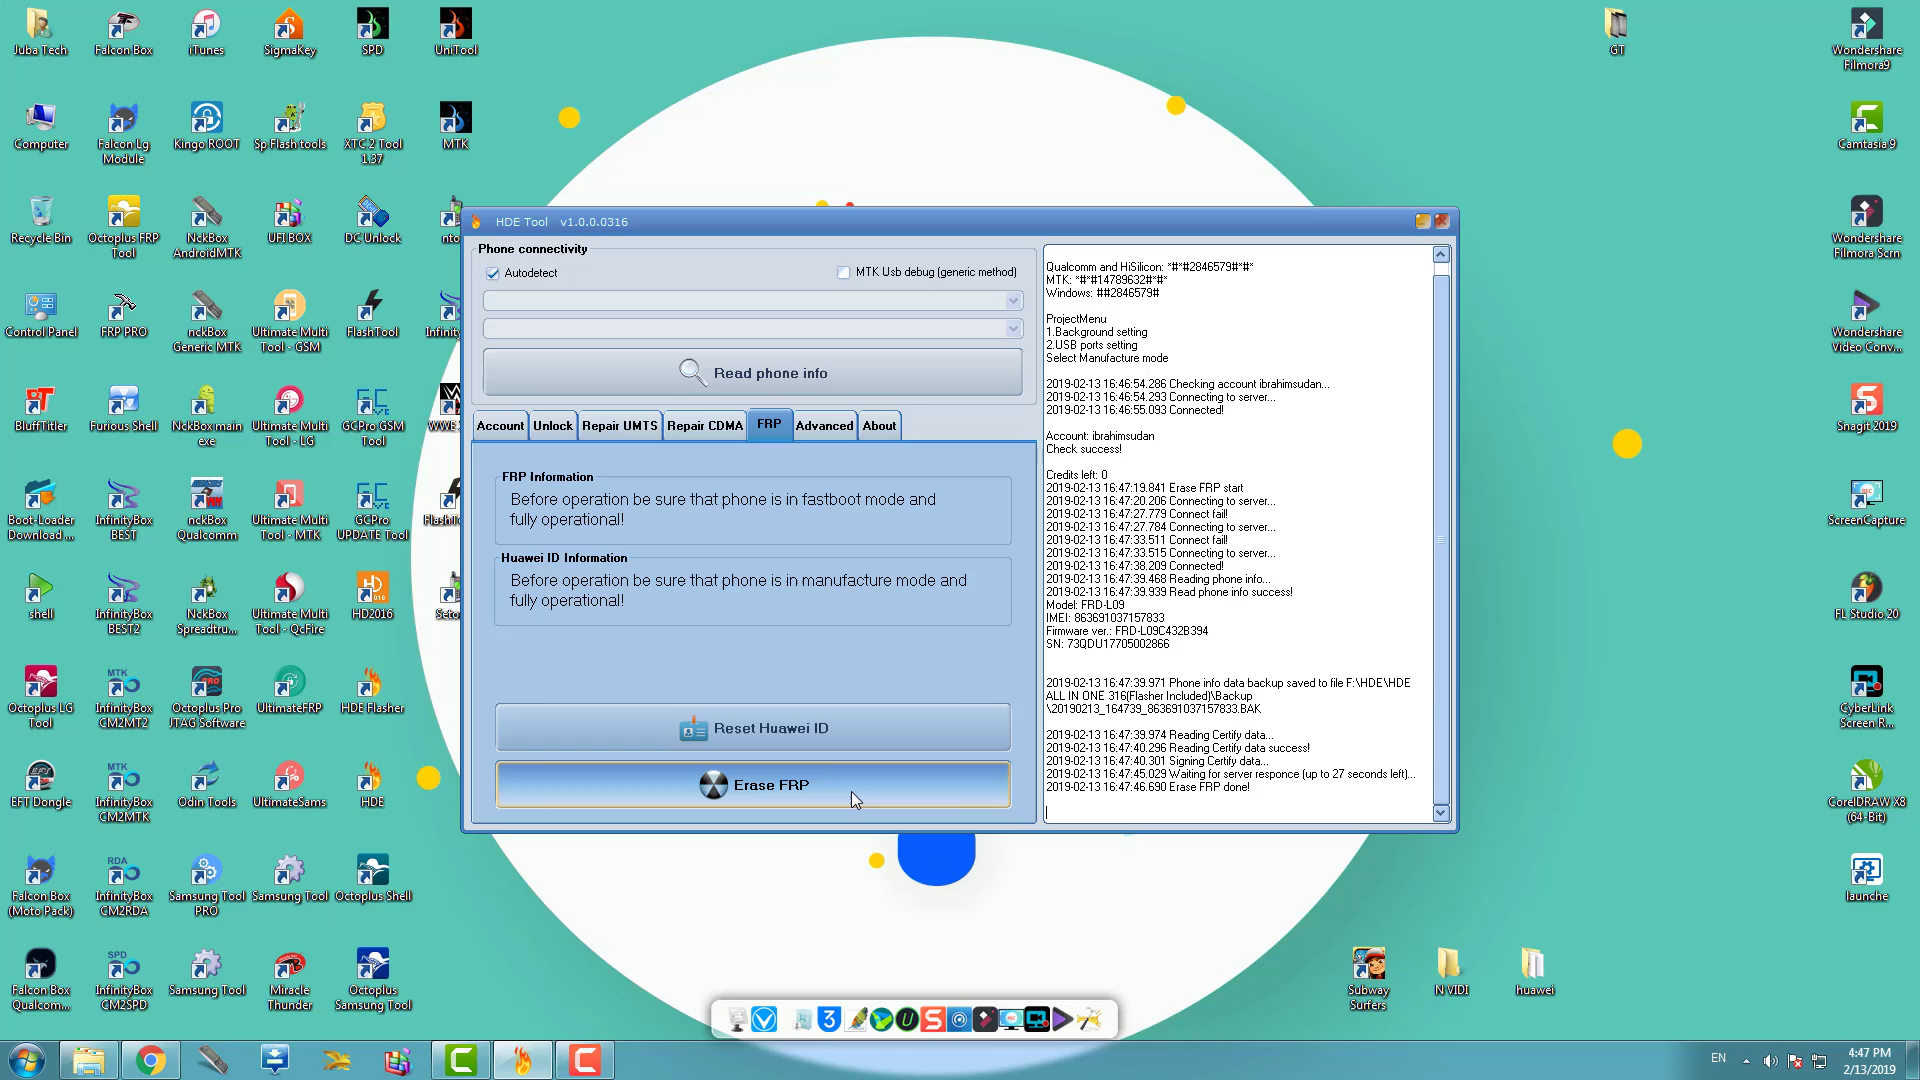 Juba Tech
Falcon Box
iTunes
SigmaKey
SPD
UniTool
GT
Wondershare
Filmora9
Computer
Falcon Lg
Module
Kingo ROOT
Sp Flash tools
XTC 2 Tool
1.37
MTK
Camtasia 9
Recycle Bin
Octoplus FRP
Tool
NckBox
AndroidMTK
UFI BOX
DC Unlock
Wondershare
Filmora Scrn
Control Panel
FRP PRO
nckBox
Generic MTK
Ultimate Multi
Tool - GSM
FlashTool
Wondershare
Video Conv...
BluffTitler
Furious Shell
NckBox main
exe
Ultimate Multi
Tool - LG
GCPro GSM
Tool
Snagit 2019
Boot-Loader
Download ...
InfinityBox
BEST
nckBox
Qualcomm
Ultimate Multi
Tool - MTK
GCPro
UPDATE Tool
ScreenCapture
shell
InfinityBox
BEST2
NckBox
Spreadtru...
Ultimate Multi
Tool - QcFire
HD2016
FL Studio 20
Octoplus LG
Tool
InfinityBox
CM2MT2
Octoplus Pro
JTAG Software
UltimateFRP
HDE Flasher
CyberLink
Screen R...
EFT Dongle
InfinityBox
CM2MTK
Odin Tools
UltimateSams
HDE
CorelDRAW X8
(64-Bit)
Falcon Box
(Moto Pack)
InfinityBox
CM2RDA
Samsung Tool
PRO
Samsung Tool
Octoplus Shell
launche
Falcon Box
Qualcom...
InfinityBox
CM2SPD
Samsung Tool
Miracle
Thunder
Octoplus
Samsung Tool
Subway
Surfers
N VIDI
huawei
HDE Tool v1.0.0.0316
Phone connectivity
Autodetect
MTK Usb debug (generic method)
Read phone info
Account
Unlock
Repair UMTS
Repair CDMA
FRP
Advanced
About
FRP Information
Before operation be sure that phone is in fastboot mode and
fully operational!
Huawei ID Information
Before operation be sure that phone is in manufacture mode and
fully operational!
Reset Huawei ID
Erase FRP
Qualcomm and HiSilicon: *#*#2846579#*#*
MTK: *#*#14789632#*#*
Windows: ##2846579#
ProjectMenu
1.Background setting
2.USB ports setting
Select Manufacture mode
2019-02-13 16:46:54.286 Checking account ibrahimsudan...
2019-02-13 16:46:54.293 Connecting to server...
2019-02-13 16:46:55.093 Connected!
Account: ibrahimsudan
Check success!
Credits left: 0
2019-02-13 16:47:19.841 Erase FRP start
2019-02-13 16:47:20.206 Connecting to server...
2019-02-13 16:47:27.779 Connect fail!
2019-02-13 16:47:27.784 Connecting to server...
2019-02-13 16:47:33.511 Connect fail!
2019-02-13 16:47:33.515 Connecting to server...
2019-02-13 16:47:38.209 Connected!
2019-02-13 16:47:39.468 Reading phone info...
2019-02-13 16:47:39.939 Read phone info success!
Model: FRD-L09
IMEI: 863691037157833
Firmware ver.: FRD-L09C432B394
SN: 73QDU17705002866
2019-02-13 16:47:39.971 Phone info data backup saved to file F:\HDE\HDE
ALL IN ONE 316(Flasher Included)\Backup
\20190213_164739_863691037157833.BAK
2019-02-13 16:47:39.974 Reading Certify data...
2019-02-13 16:47:40.296 Reading Certify data success!
2019-02-13 16:47:40.301 Signing Certify data...
2019-02-13 16:47:45.029 Waiting for server responce (up to 27 seconds left)...
2019-02-13 16:47:46.690 Erase FRP done!
EN
4:47 PM
2/13/2019